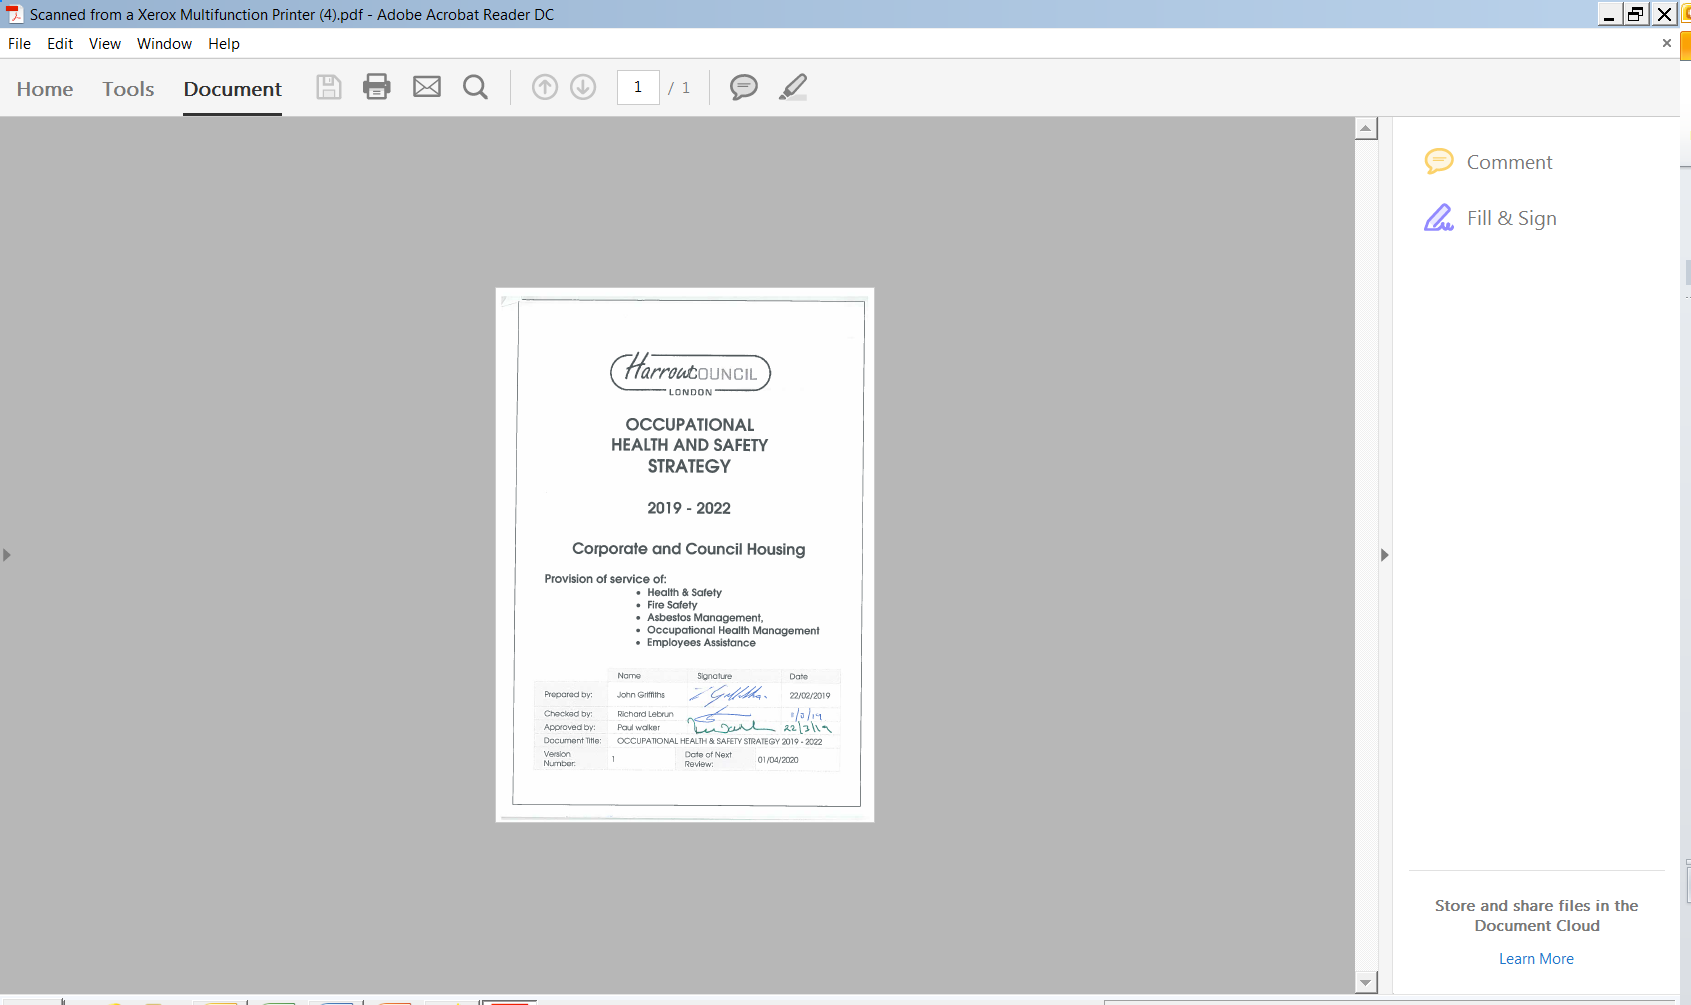 Scanned from a Xerox Multifunction Printer (4).pdf - Adobe Acrobat Reader DC
File Edit View Window Help
Home Tools Document 1 / 1
Comment
Fill & Sign
Harrow COUNCIL
LONDON
OCCUPATIONAL
HEALTH AND SAFETY
STRATEGY
2019 - 2022
Corporate and Council Housing
Provision of service of:
• Health & Safety
• Fire Safety
• Asbestos Management,
• Occupational Health Management
• Employees Assistance
Name Signature Date
Prepared by: John Griffiths 22/02/2019
Checked by: Richard Lebrun
Approved by: Paul walker 22/3/19
Document Title: OCCUPATIONAL HEALTH & SAFETY STRATEGY 2019 - 2022
Version Number: 1 Date of Next Review: 01/04/2020
Store and share files in the
Document Cloud
Learn More